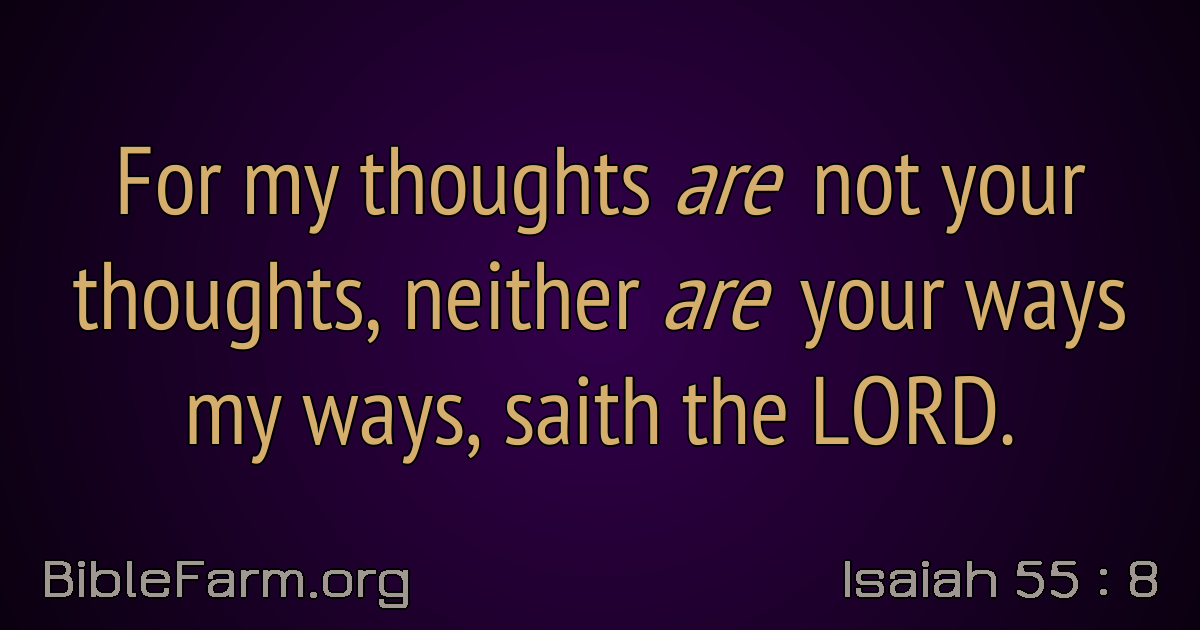 For my thoughts are not your
thoughts, neither are your ways
my ways, saith the LORD.
BibleFarm.org
Isaiah 55 : 8